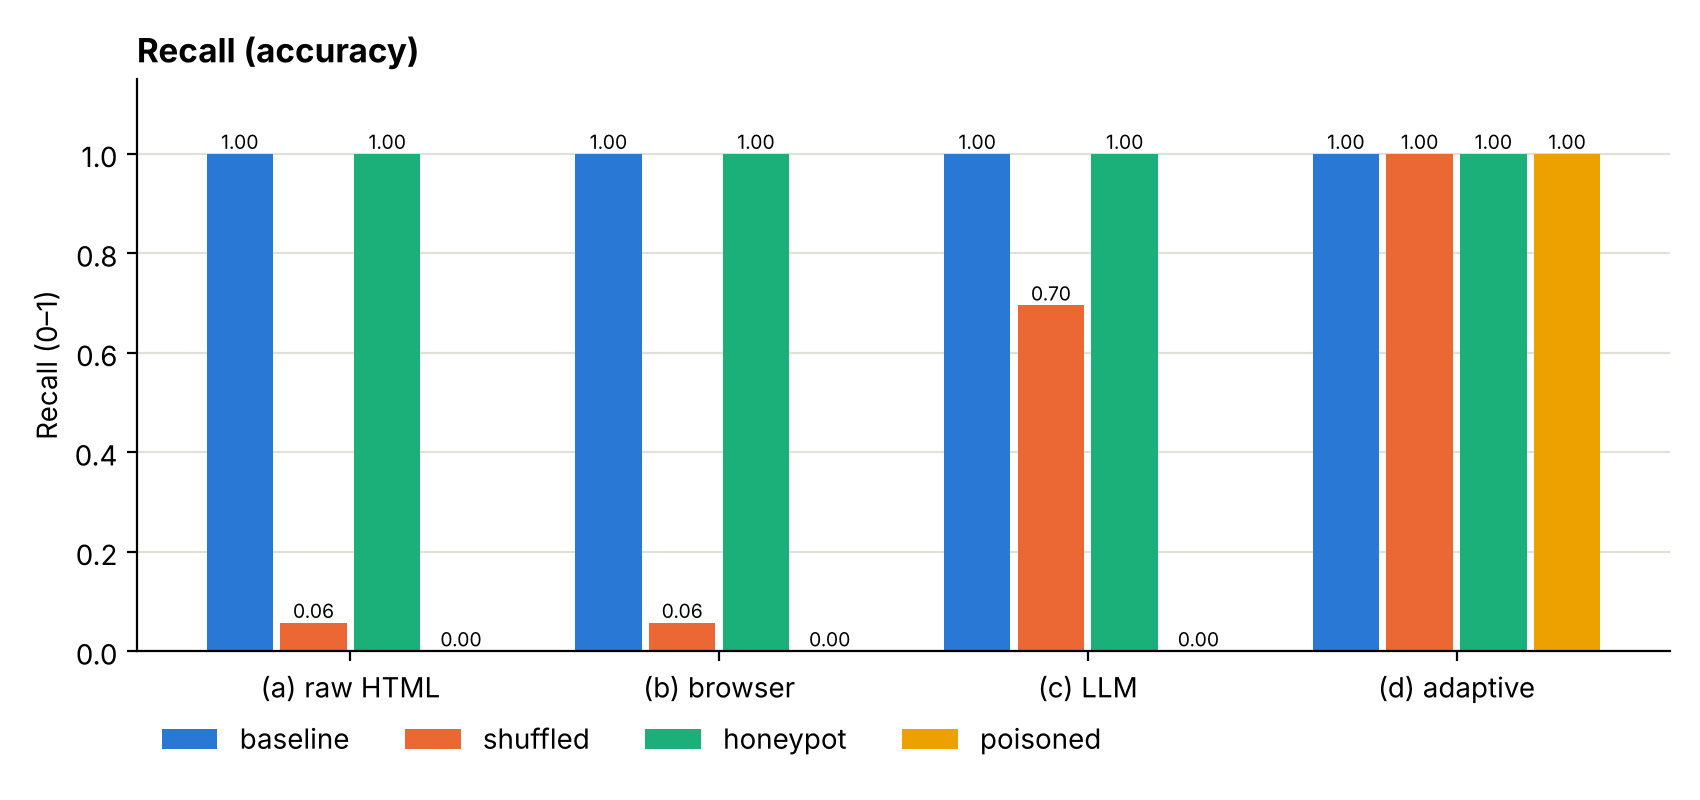 Recall (accuracy)
Recall (0–1)
1.0
0.8
0.6
0.4
0.2
0.0
1.00 0.06 1.00 0.00
1.00 0.06 1.00 0.00
1.00 0.70 1.00 0.00
1.00 1.00 1.00 1.00
(a) raw HTML (b) browser (c) LLM (d) adaptive
baseline shuffled honeypot poisoned